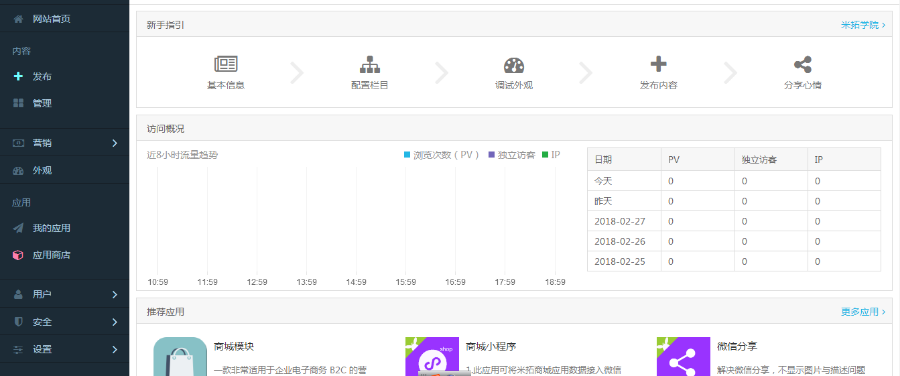 网站首页
内容
发布
管理
营销
外观
应用
我的应用
应用商店
用户
安全
设置
新手指引
米拓学院 >
基本信息
配置栏目
调试外观
发布内容
分享心情
访问概况
近8小时流量趋势
浏览次数 ( PV ) 独立访客 IP
10:59 11:59 12:59 13:59 14:59 15:59 16:59 17:59 18:59
日期 PV 独立访客 IP
今天 0 0 0
昨天 0 0 0
2018-02-27 0 0 0
2018-02-26 0 0 0
2018-02-25 0 0 0
推荐应用
更多应用 >
商城模块
一款非常适用于企业电子商务 B2C 的营
shop
商城小程序
1.此应用可将米拓商城应用数据接入微信
微信分享
解决微信分享，不显示图片与描述问题